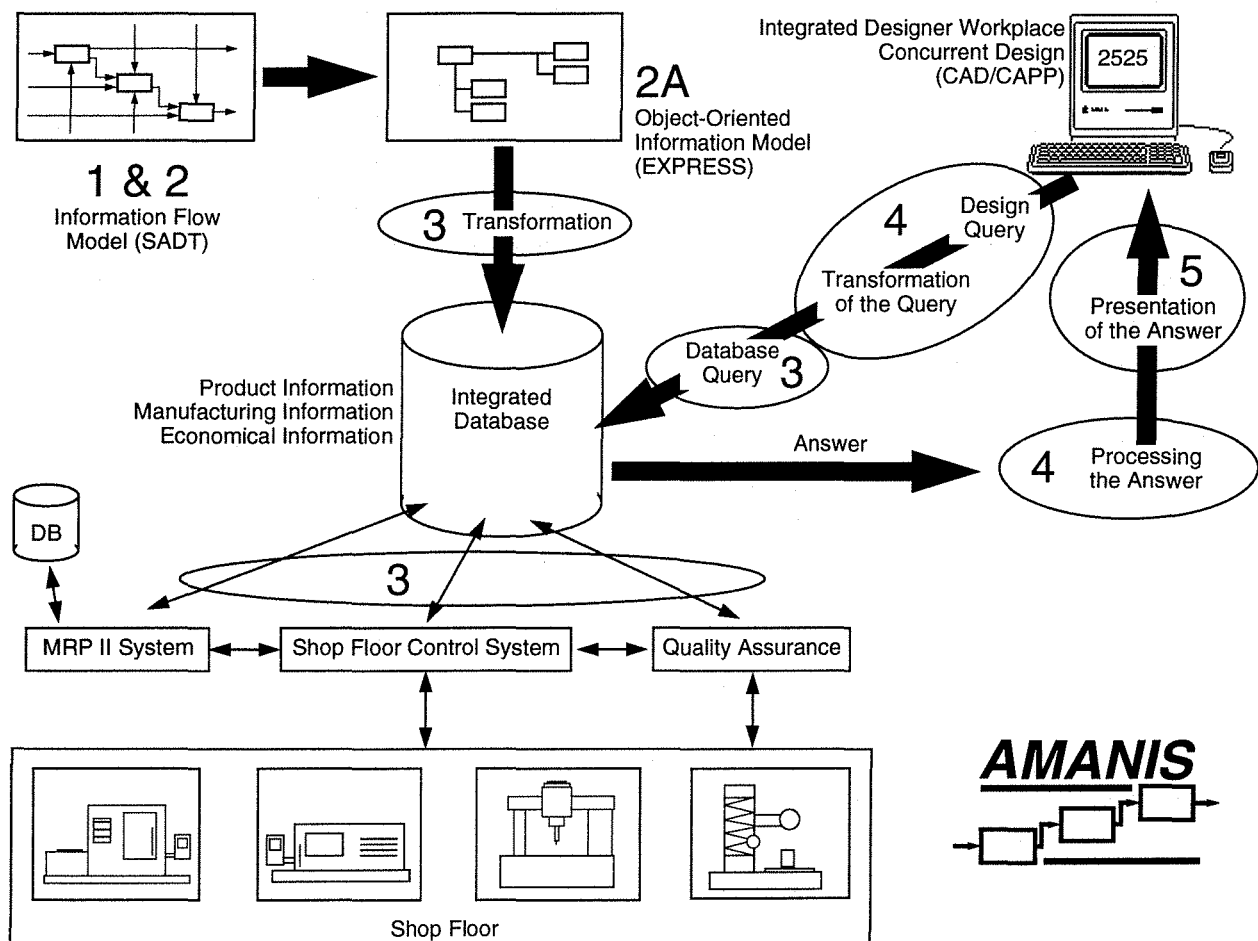 Integrated Designer Workplace
Concurrent Design
(CAD/CAPP)
2525
2A
Object-Oriented
Information Model
(EXPRESS)
1 & 2
Information Flow
Model (SADT)
3 Transformation
4
Design
Query
Transformation
of the Query
5
Presentation
of the Answer
Database
Query 3
Product Information
Manufacturing Information
Economical Information
Integrated
Database
Answer
4 Processing
the Answer
DB
3
MRP II System
Shop Floor Control System
Quality Assurance
AMANIS
Shop Floor